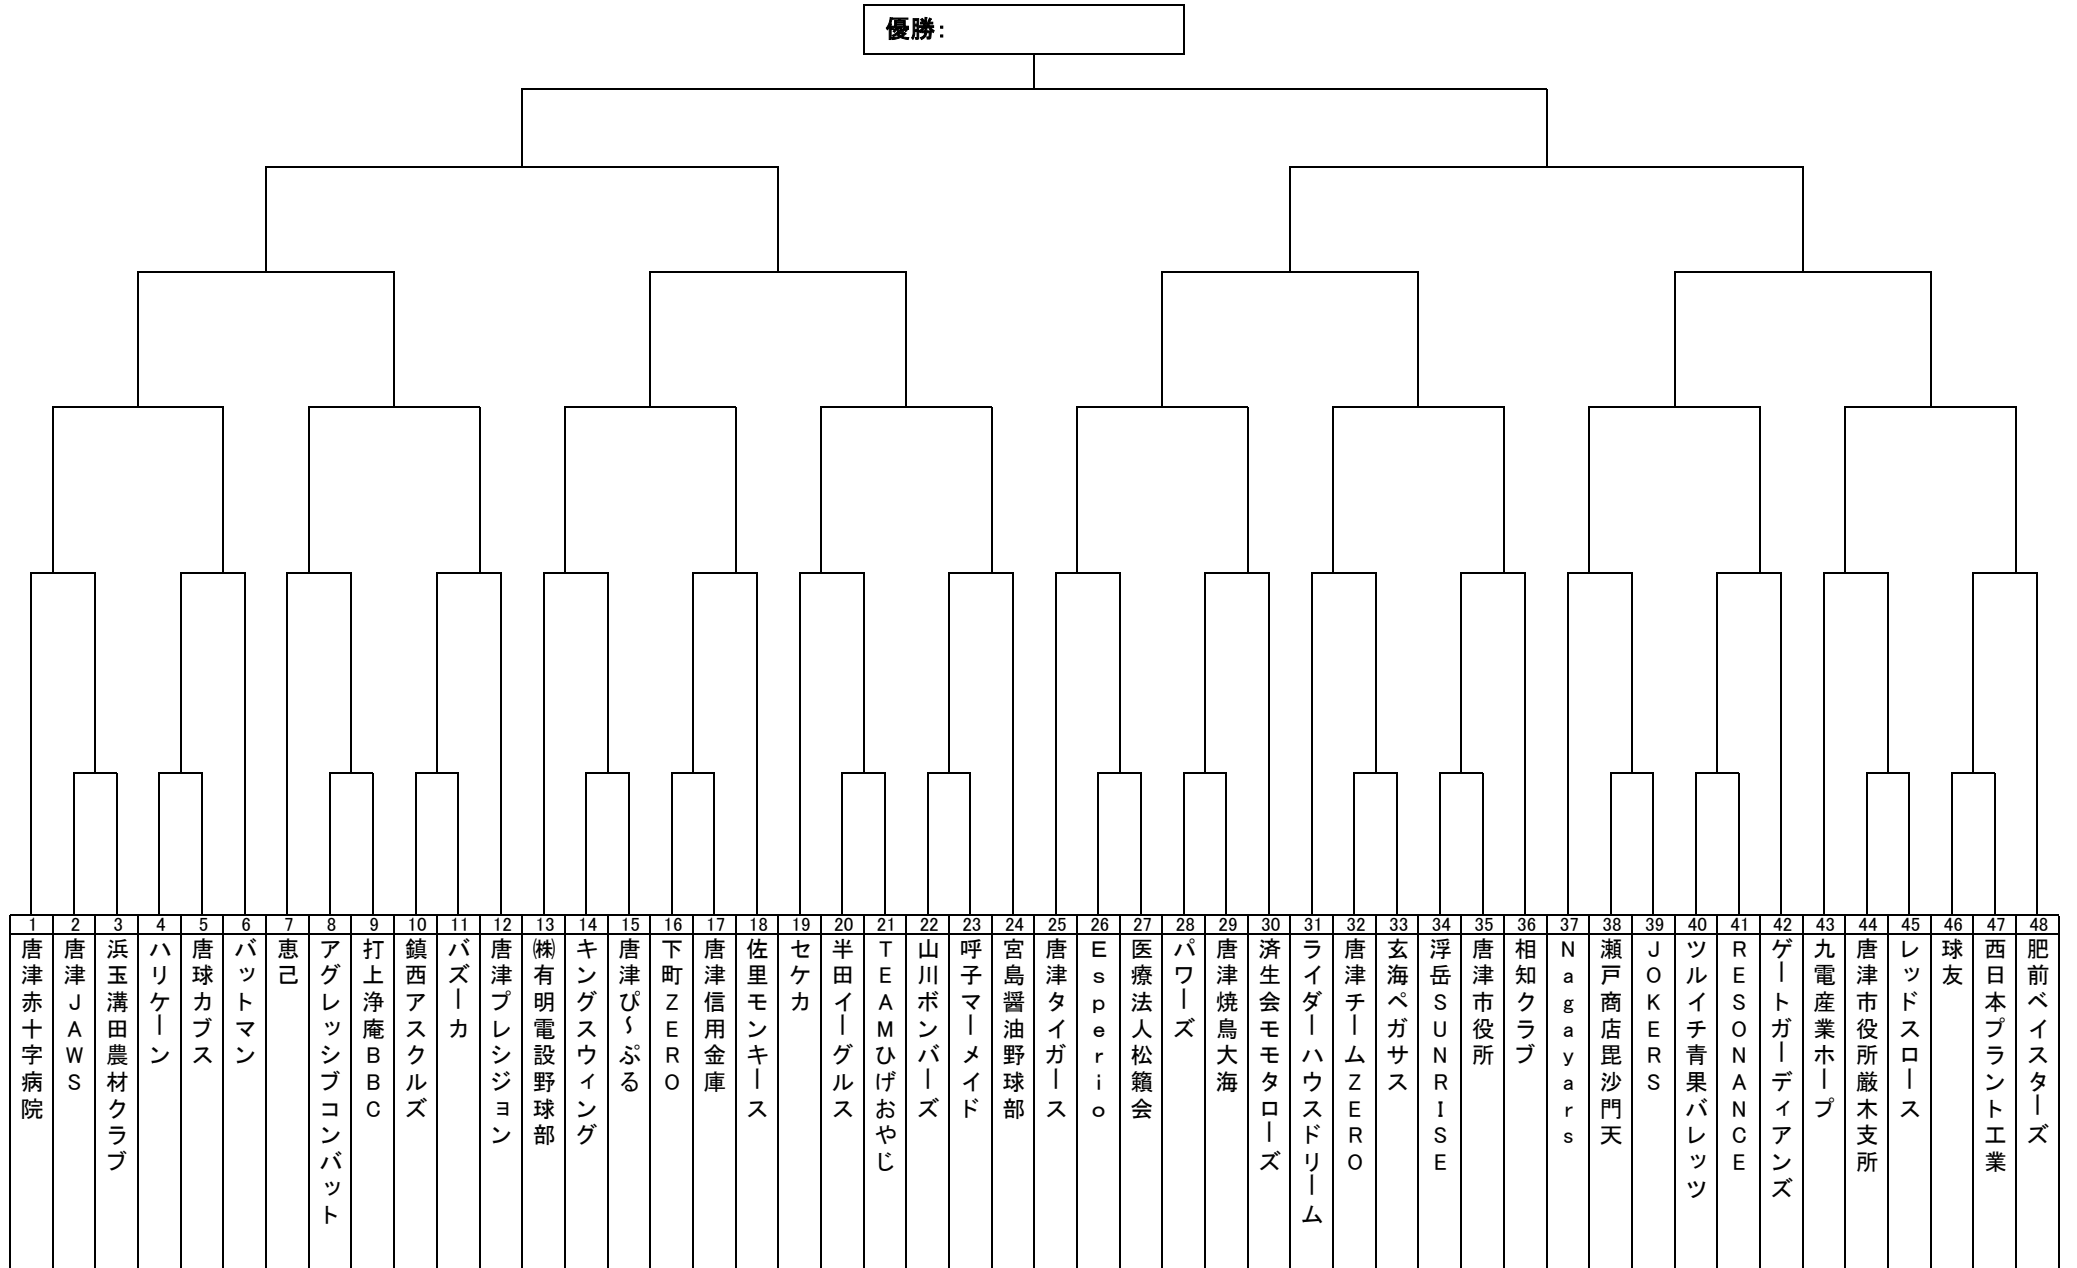 優勝：
1
2
3
4
5
6
7
8
9
10
11
12
13
14
15
16
17
18
19
20
21
22
23
24
25
26
27
28
29
30
31
32
33
34
35
36
37
38
39
40
41
42
43
44
45
46
47
48
唐津赤十字病院
唐津ＪＡＷＳ
浜玉溝田農材クラブ
ハリケーン
唐球カブス
バットマン
恵己
アグレッシブコンバット
打上浄庵ＢＢＣ
鎮西アスクルズ
バズーカ
唐津プレシジョン
㈱有明電設野球部
キングスウィング
唐津ぴ～ぷる
下町ＺＥＲＯ
唐津信用金庫
佐里モンキース
セケカ
半田イーグルス
ＴＥＡＭひげおやじ
山川ボンバーズ
呼子マーメイド
宮島醤油野球部
唐津タイガース
Ｅｓｐｅｒｉｏ
医療法人松籟会
パワーズ
唐津焼鳥大海
済生会モモタローズ
ライダーハウスドリーム
唐津チームＺＥＲＯ
玄海ペガサス
浮岳ＳＵＮＲＩＳＥ
唐津市役所
相知クラブ
Ｎａｇａｙａｒｓ
瀬戸商店毘沙門天
ＪＯＫＥＲＳ
ツルイチ青果バレッツ
ＲＥＳＯＮＡＮＣＥ
ゲートガーディアンズ
九電産業ホープ
唐津市役所厳木支所
レッドスロース
球友
西日本プラント工業
肥前ベイスターズ